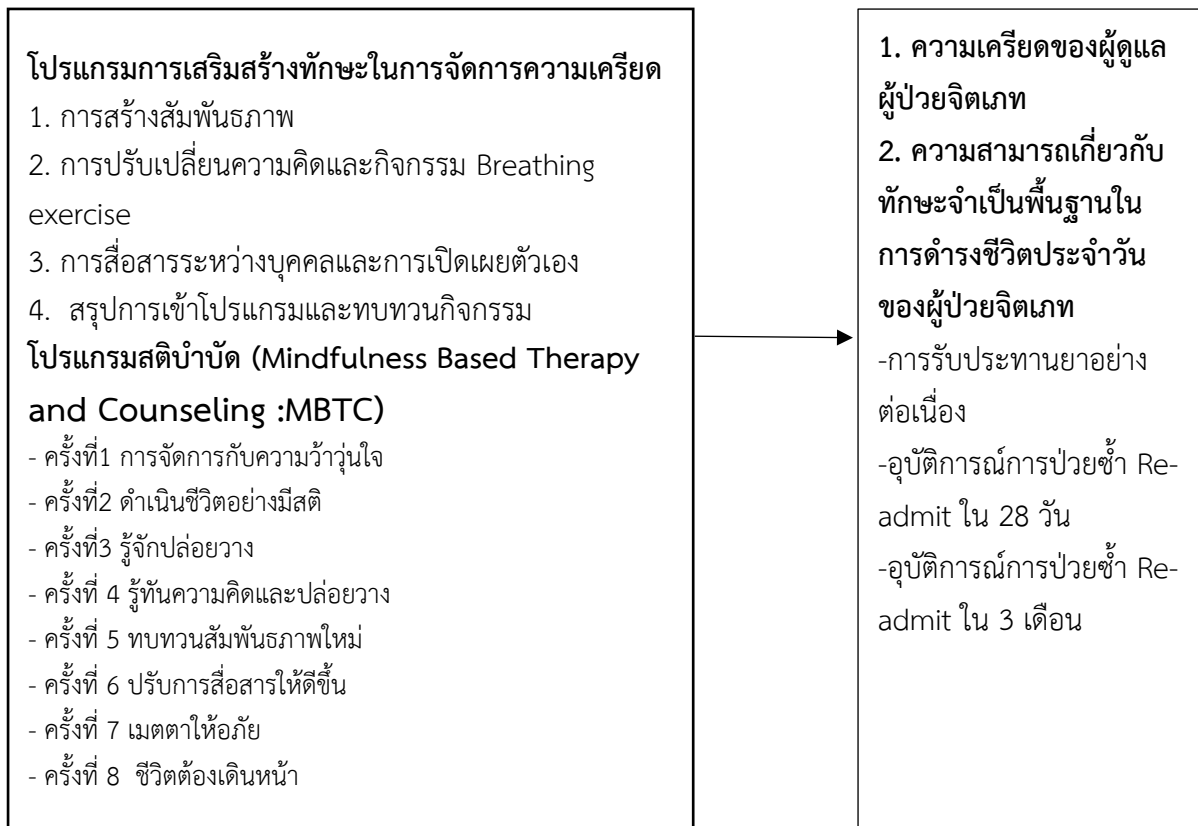 โปรแกรมการเสริมสร้างทักษะในการจัดการความเครียด
1. การสร้างสัมพันธภาพ
2. การปรับเปลี่ยนความคิดและกิจกรรม Breathing
exercise
3. การสื่อสารระหว่างบุคคลและการเปิดเผยตัวเอง
4. สรุปการเข้าโปรแกรมและทบทวนกิจกรรม
โปรแกรมสติบำบัด (Mindfulness Based Therapy
and Counseling :MBTC)
- ครั้งที่1 การจัดการกับความว้าวุ่นใจ
- ครั้งที่2 ดำเนินชีวิตอย่างมีสติ
- ครั้งที่3 รู้จักปล่อยวาง
- ครั้งที่ 4 รู้ทันความคิดและปล่อยวาง
- ครั้งที่ 5 ทบทวนสัมพันธภาพใหม่
- ครั้งที่ 6 ปรับการสื่อสารให้ดีขึ้น
- ครั้งที่ 7 เมตตาให้อภัย
- ครั้งที่ 8 ชีวิตต้องเดินหน้า
1. ความเครียดของผู้ดูแล
ผู้ป่วยจิตเภท
2. ความสามารถเกี่ยวกับ
ทักษะจำเป็นพื้นฐานใน
การดำรงชีวิตประจำวัน
ของผู้ป่วยจิตเภท
-การรับประทานยาอย่าง
ต่อเนื่อง
-อุบัติการณ์การป่วยซ้ำ Re-
admit ใน 28 วัน
-อุบัติการณ์การป่วยซ้ำ Re-
admit ใน 3 เดือน